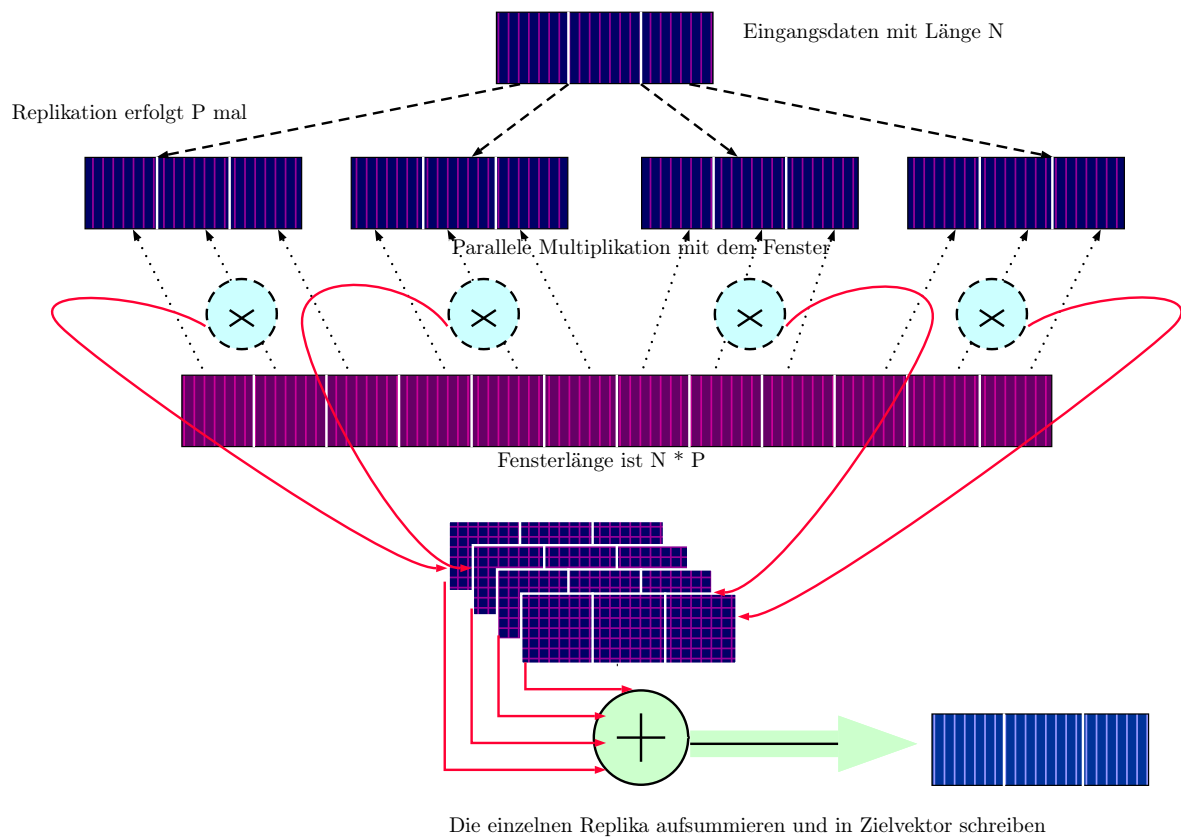 Eingangsdaten mit Länge N
Replikation erfolgt P mal
Parallele Multiplikation mit dem Fenster
Fensterlänge ist N * P
Die einzelnen Replika aufsummieren und in Zielvektor schreiben